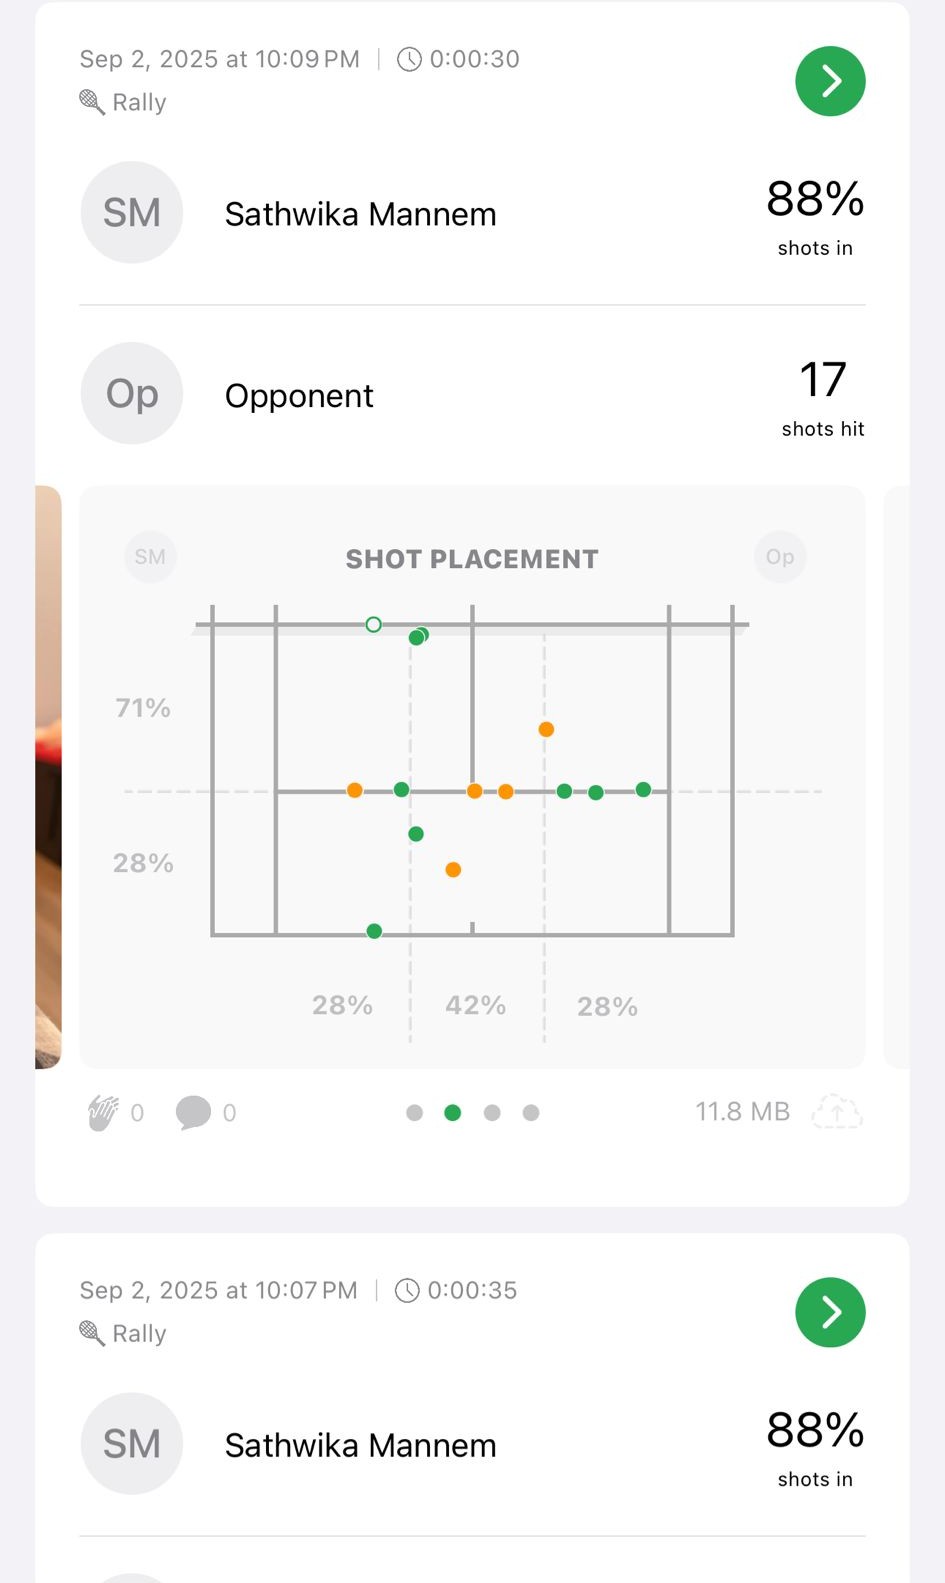 Sep 2, 2025 at 10:09 PM | 0:00:30
Rally
SM Sathwika Mannem 88%
shots in
Op Opponent 17
shots hit
SM SHOT PLACEMENT Op
71%
28%
28% 42% 28%
0 0 11.8 MB
Sep 2, 2025 at 10:07 PM | 0:00:35
Rally
SM Sathwika Mannem 88%
shots in